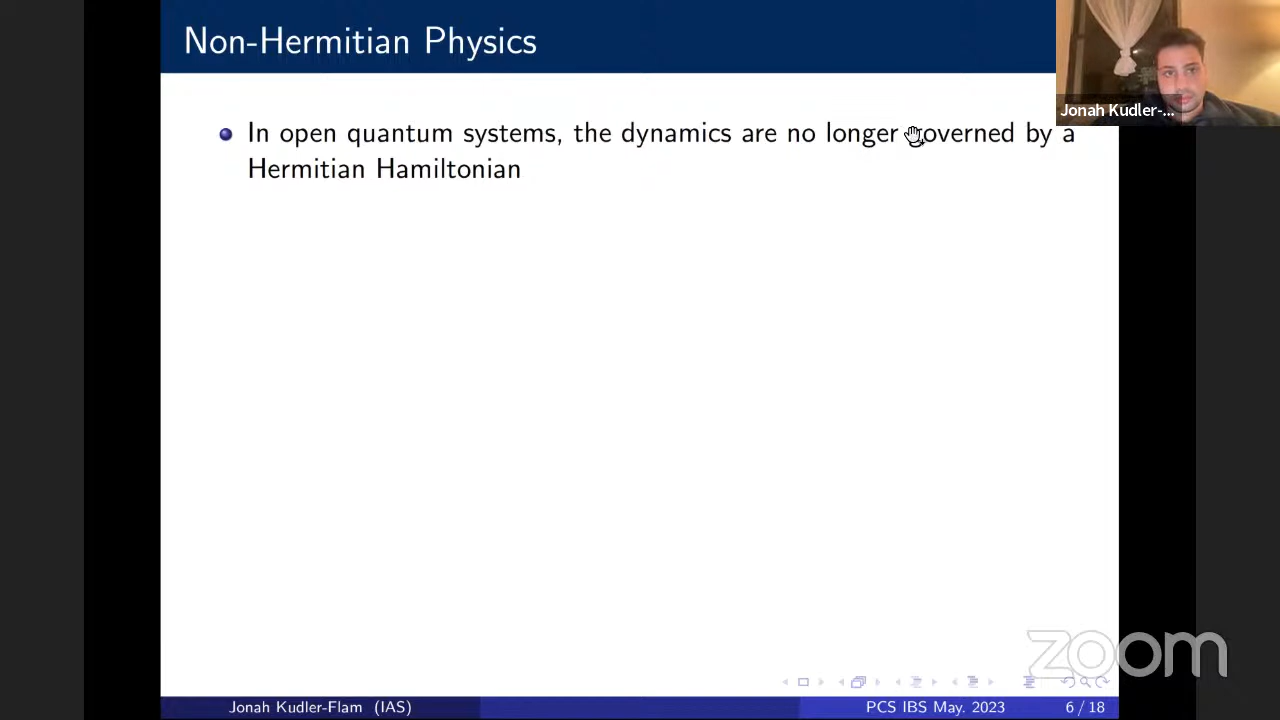 Non-Hermitian Physics
Jonah Kudler-...
In open quantum systems, the dynamics are no longer governed by a
Hermitian Hamiltonian
zoom
Jonah Kudler-Flam (IAS)
PCS IBS May. 2023
6 / 18